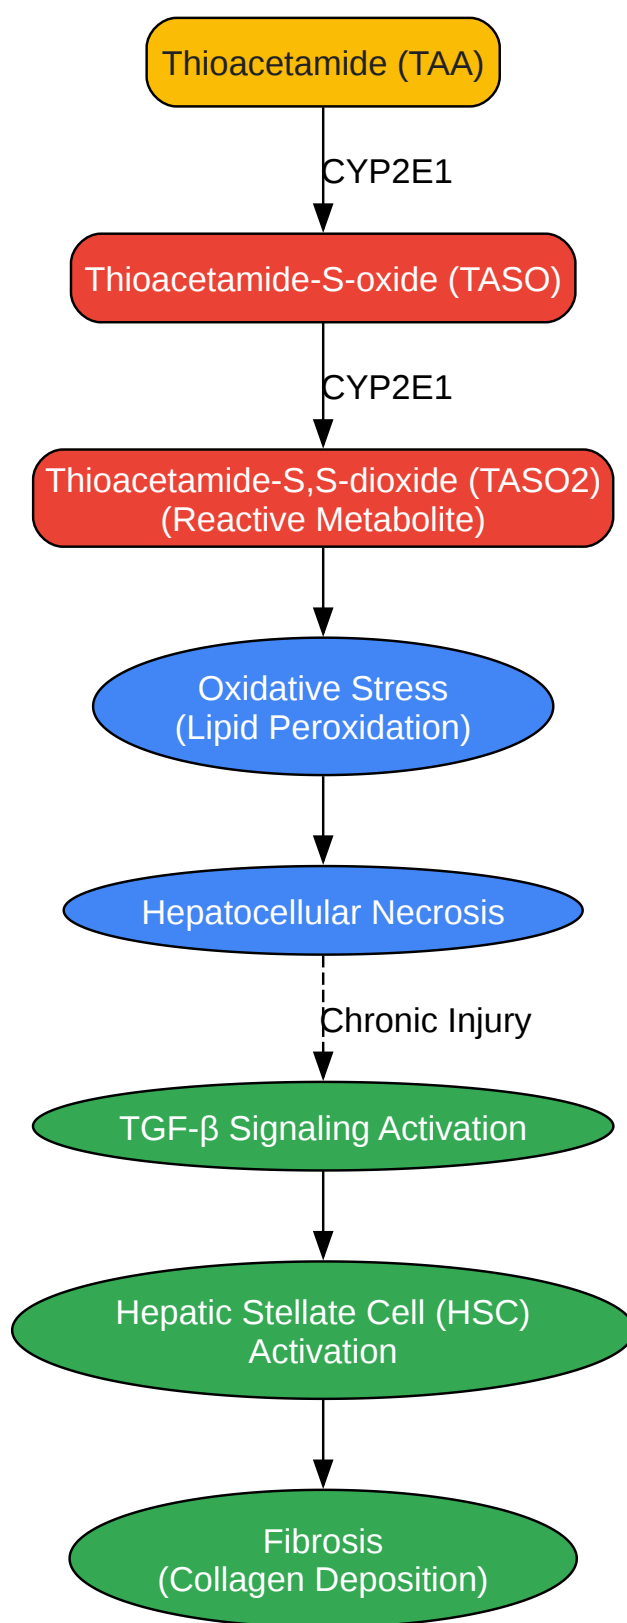 Thioacetamide (TAA)
CYP2E1
Thioacetamide-S-oxide (TASO)
CYP2E1
Thioacetamide-S,S-dioxide (TASO2)
(Reactive Metabolite)
Oxidative Stress
(Lipid Peroxidation)
Hepatocellular Necrosis
Chronic Injury
TGF-β Signaling Activation
Hepatic Stellate Cell (HSC)
Activation
Fibrosis
(Collagen Deposition)